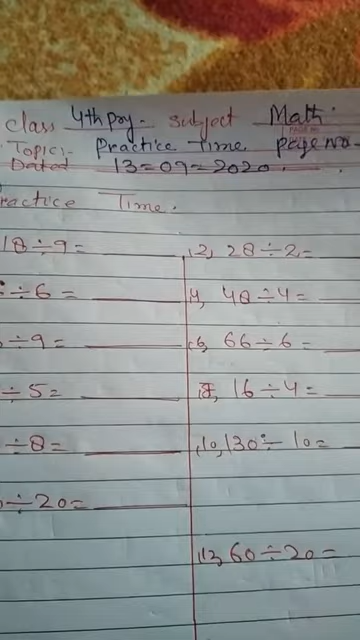 Class 4th pry. Subject Math.
Topic:- Practice Time. page no-
Dated 13-09-2020.
ractice Time.
18÷9= (2, 28÷2=
÷6= (4, 48÷4=
÷9= (6, 66÷6=
÷5= 16÷4=
÷8= (10, 130÷10=
÷20=
(12, 60÷20=